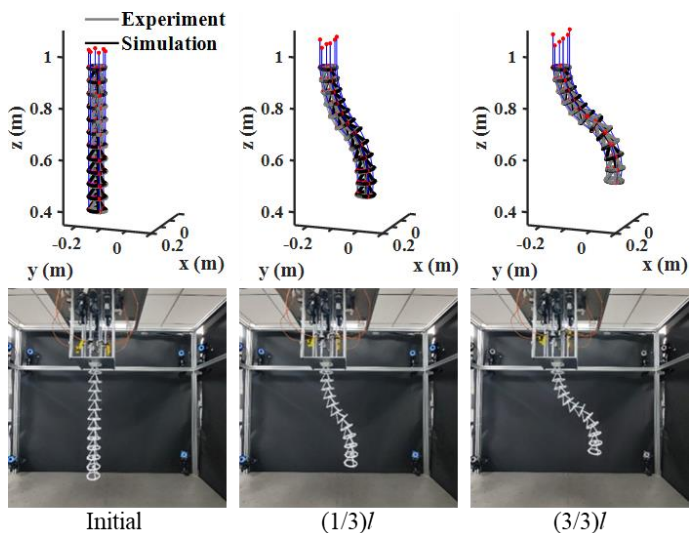 Experiment
Simulation
1
0.8
0.6
0.4
z (m)
-0.2
0
0.2
0
y (m)
x (m)
1
0.8
0.6
0.4
z (m)
-0.2
0
0.2
0
y (m)
x (m)
1
0.8
0.6
0.4
z (m)
-0.2
0
0.2
0
y (m)
x (m)
Initial
(1/3)l
(3/3)l